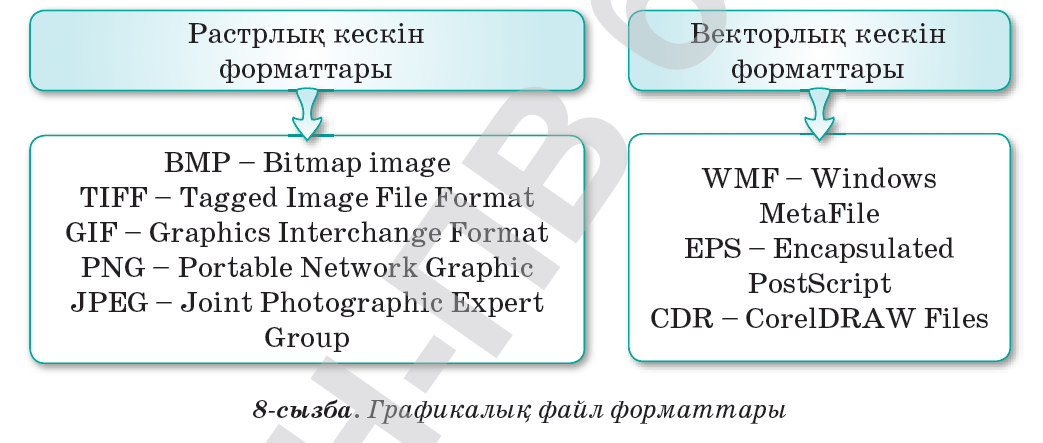 Растрлық кескін
форматтары
BMP – Bitmap image
TIFF – Tagged Image File Format
GIF – Graphics Interchange Format
PNG – Portable Network Graphic
JPEG – Joint Photographic Expert
Group
Векторлық кескін
форматтары
WMF – Windows
MetaFile
EPS – Encapsulated
PostScript
CDR – CorelDRAW Files
8-сызба. Графикалық файл форматтары